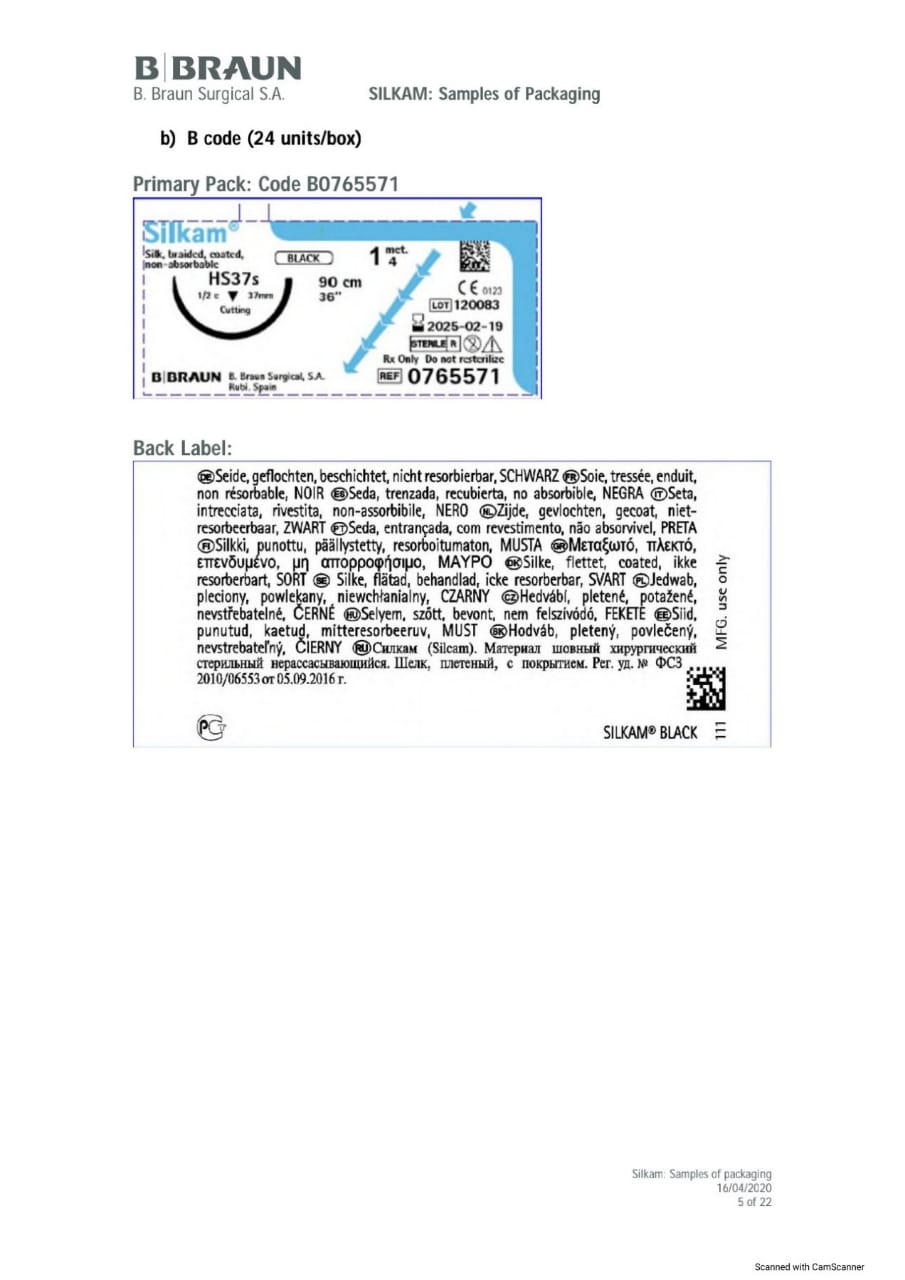 B|BRAUN
B. Braun Surgical S.A.
SILKAM: Samples of Packaging
b) B code (24 units/box)
Primary Pack: Code B0765571
Silkam®
Silk, braided, coated,
non-absorbable
BLACK
1 met. 4
HS37s
1/2 c ▼ 37mm
Cutting
90 cm
36"
CE 0123
LOT 120083
2025-02-19
STERILE R
Rx Only Do not resterilize
REF 0765571
B|BRAUN B. Braun Surgical, S.A.
Rubi. Spain
Back Label:
DE Seide, geflochten, beschichtet, nicht resorbierbar, SCHWARZ FR Soie, tressée, enduit,
non résorbable, NOIR ES Seda, trenzada, recubierta, no absorbible, NEGRA IT Seta,
intrecciata, rivestita, non-assorbibile, NERO NL Zijde, gevlochten, gecoat, niet-
resorbeerbaar, ZWART PT Seda, entrançada, com revestimento, não absorvivel, PRETA
FI Silkki, punottu, päällystetty, resorboitumaton, MUSTA GR Μεταξωτό, πλεκτό,
επενδυμένο, μη απορροφήσιμο, ΜΑΥΡΟ DK Silke, flettet, coated, ikke
resorberbart, SORT SE Silke, flätad, behandlad, icke resorberbar, SVART PL Jedwab,
pleciony, powlekany, niewchłanialny, CZARNY CZ Hedvábí, pletené, potažené,
nevstřebatelné, ČERNÉ HU Selyem, szőtt, bevont, nem felszívódó, FEKETE EE Siid,
punutud, kaetud, mitteresorbeeruv, MUST SK Hodváb, pletený, povlečený,
nevstrebateľný, ČIERNY RU Силкам (Silcam). Материал шовный хирургический
стерильный нерассасывающийся. Шелк, плетеный, с покрытием. Рег. уд. № ФСЗ
2010/06553 от 05.09.2016 г.
MFG. use only
111
РСТ
SILKAM® BLACK
Silkam: Samples of packaging
16/04/2020
5 of 22
Scanned with CamScanner